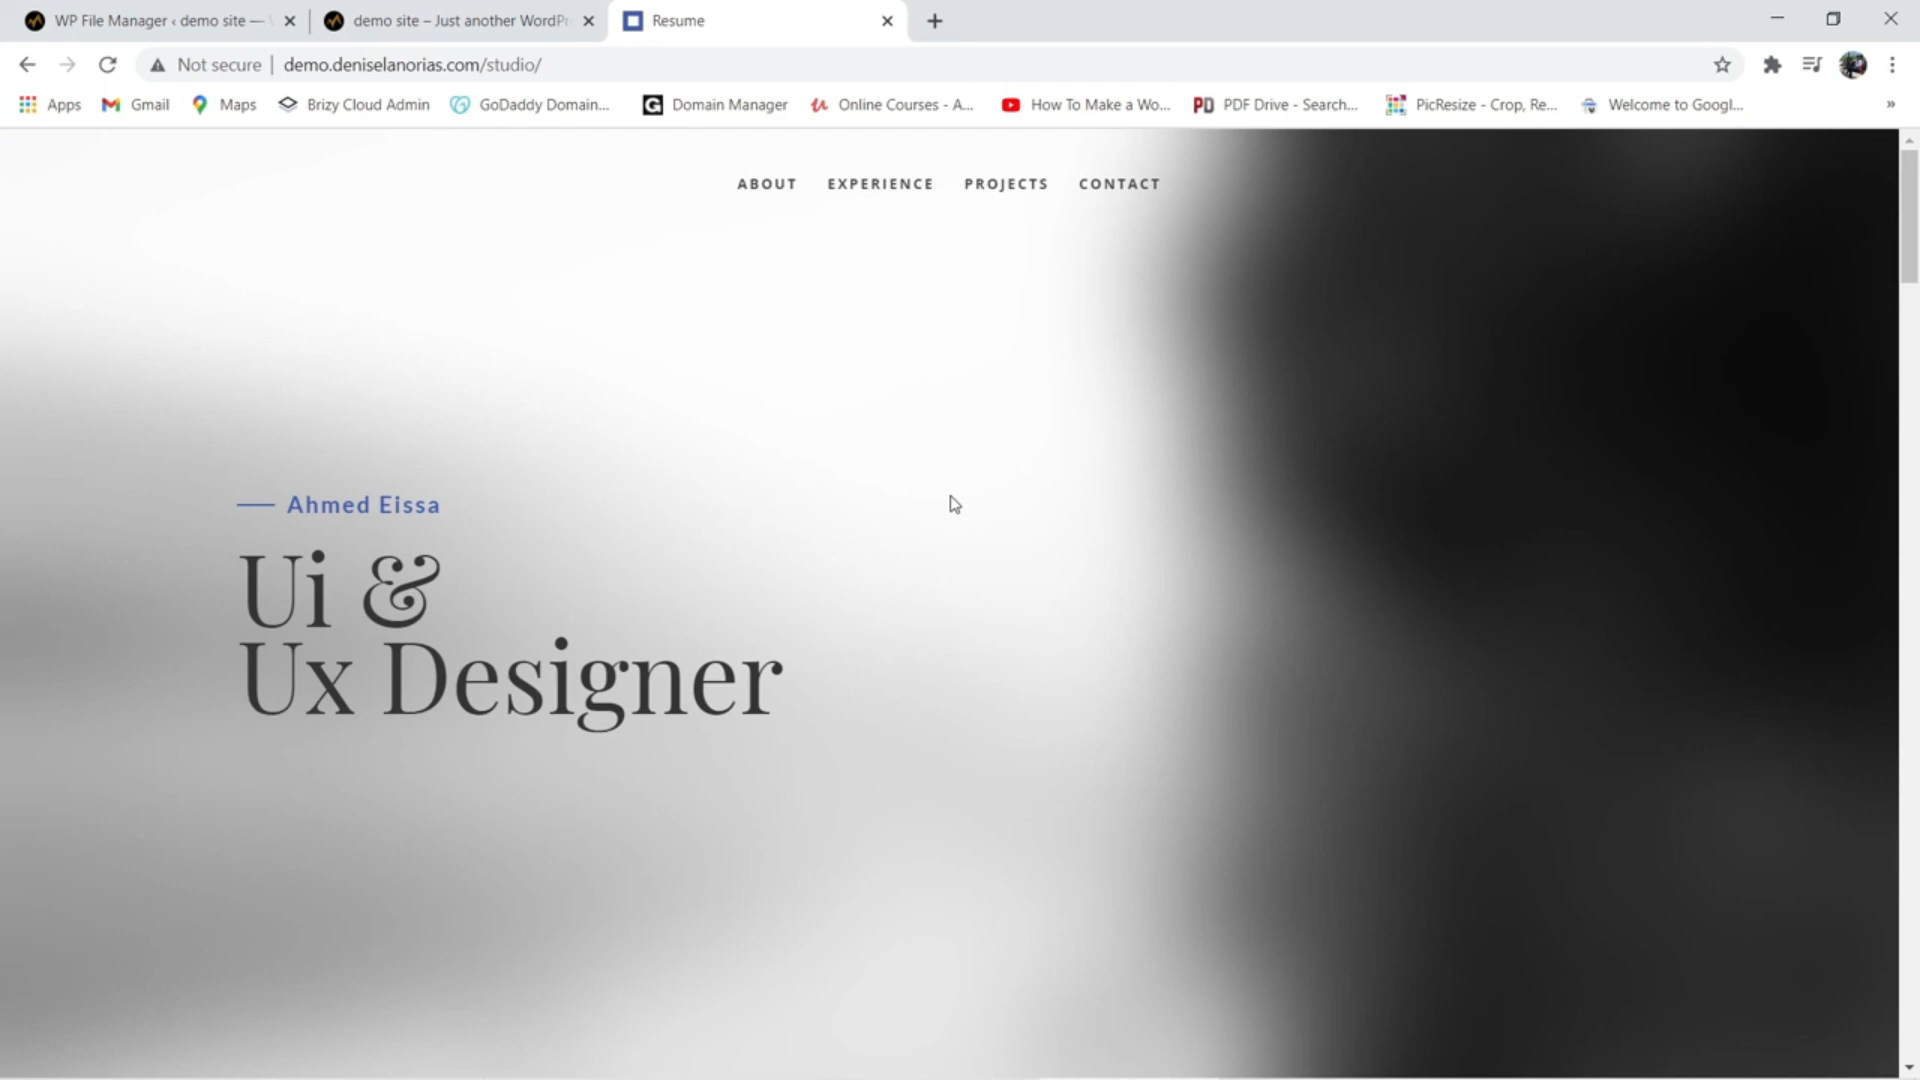 WP File Manager ‹ demo site —
demo site – Just another WordPr
Resume
Not secure
demo.deniselanorias.com/studio/
Apps
Gmail
Maps
Brizy Cloud Admin
GoDaddy Domain...
Domain Manager
Online Courses - A...
How To Make a Wo...
PDF Drive - Search...
PicResize - Crop, Re...
Welcome to Googl...
»
ABOUT EXPERIENCE PROJECTS CONTACT
Ahmed Eissa
Ui &
Ux Designer